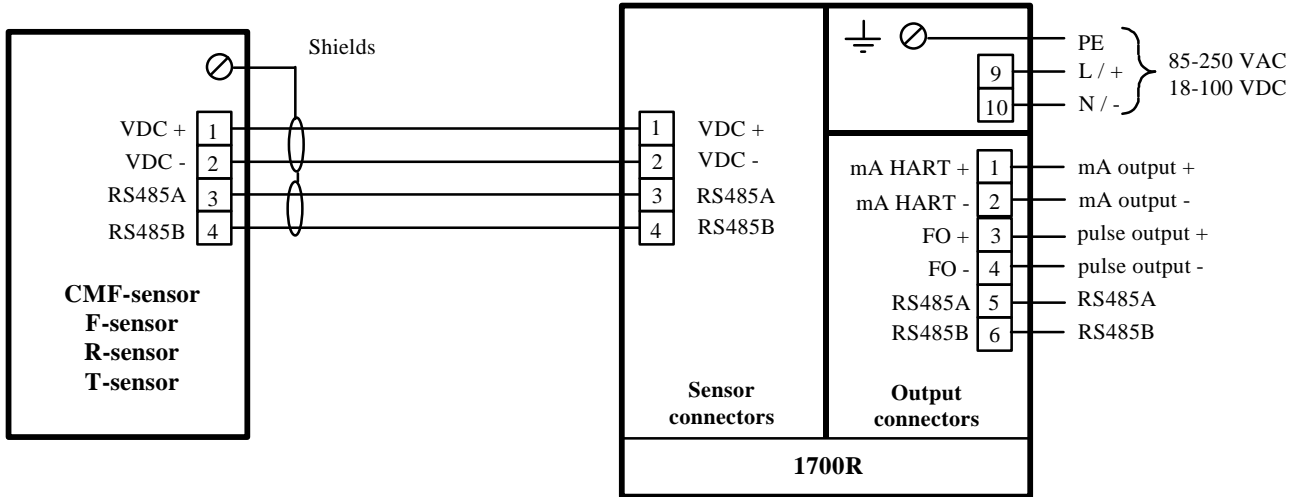 Shields
VDC + 1
VDC - 2
RS485A 3
RS485B 4
CMF-sensor
F-sensor
R-sensor
T-sensor
1 VDC +
2 VDC -
3 RS485A
4 RS485B
Sensor
connectors
PE
9 L / +
10 N / -
85-250 VAC
18-100 VDC
mA HART + 1 mA output +
mA HART - 2 mA output -
FO + 3 pulse output +
FO - 4 pulse output -
RS485A 5 RS485A
RS485B 6 RS485B
Output
connectors
1700R